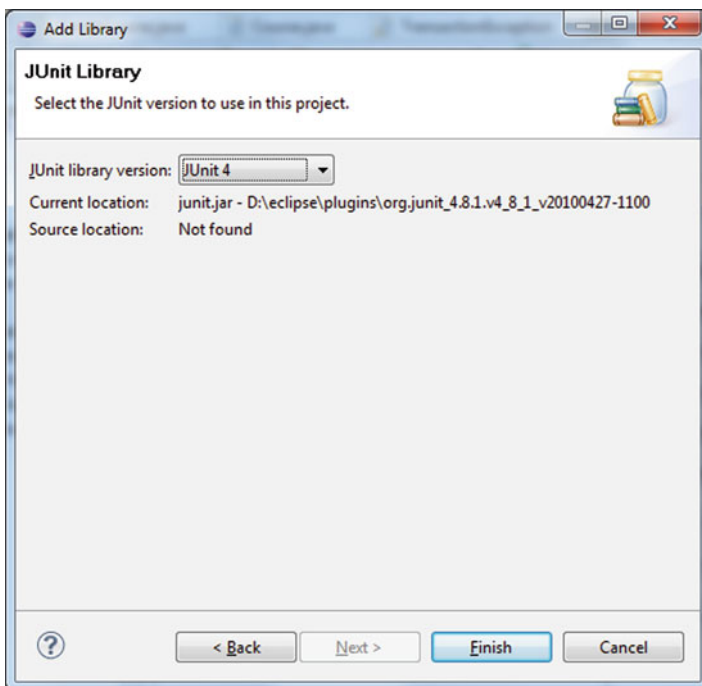 Add Library
JUnit Library
Select the JUnit version to use in this project.
JUnit library version: JUnit 4
Current location: junit.jar - D:\eclipse\plugins\org.junit_4.8.1.v4_8_1_v20100427-1100
Source location: Not found
?
< Back
Next >
Finish
Cancel